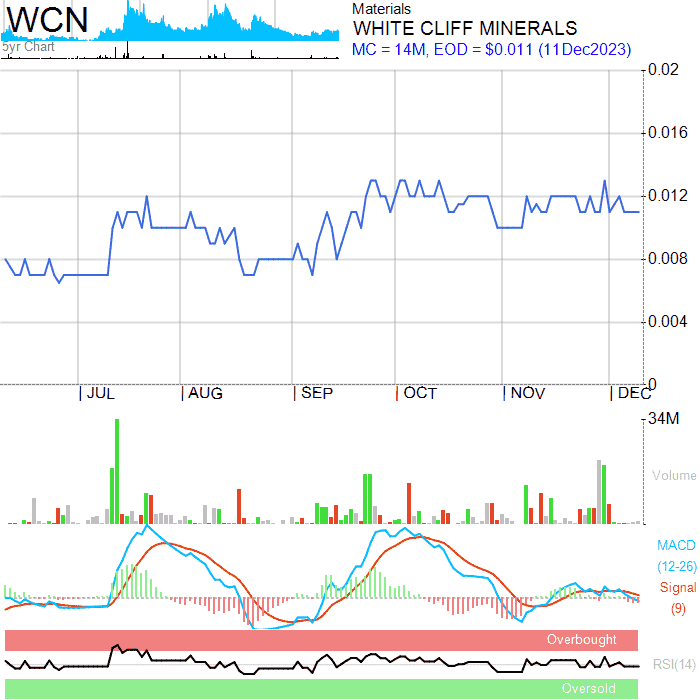 WCN
5yr Chart
Materials
WHITE CLIFF MINERALS
MC = 14M, EOD = $0.011 (11Dec2023)
0.02
0.016
0.012
0.008
0.004
0
JUL AUG SEP OCT NOV DEC
34M
Volume
MACD
(12-26)
Signal
(9)
Overbought
RSI(14)
Oversold